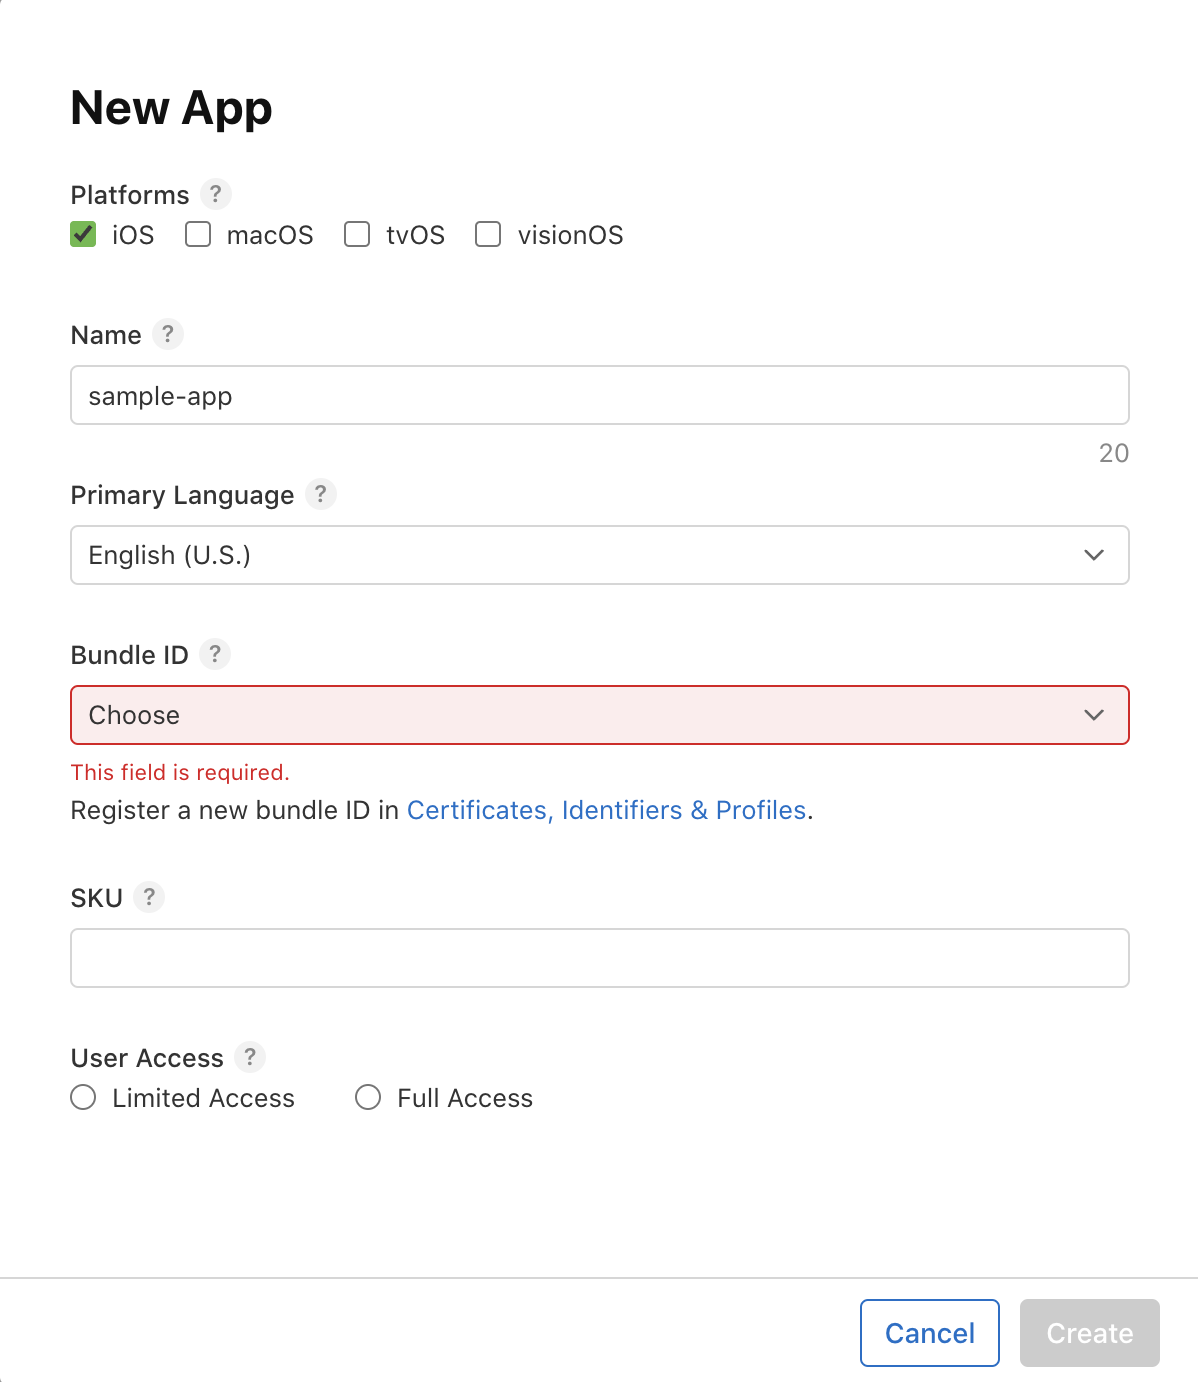 New App
Platforms ?
iOS macOS tvOS visionOS
Name ?
sample-app
20
Primary Language ?
English (U.S.)
Bundle ID ?
Choose
This field is required.
Register a new bundle ID in Certificates, Identifiers & Profiles.
SKU ?
User Access ?
Limited Access Full Access
Cancel Create